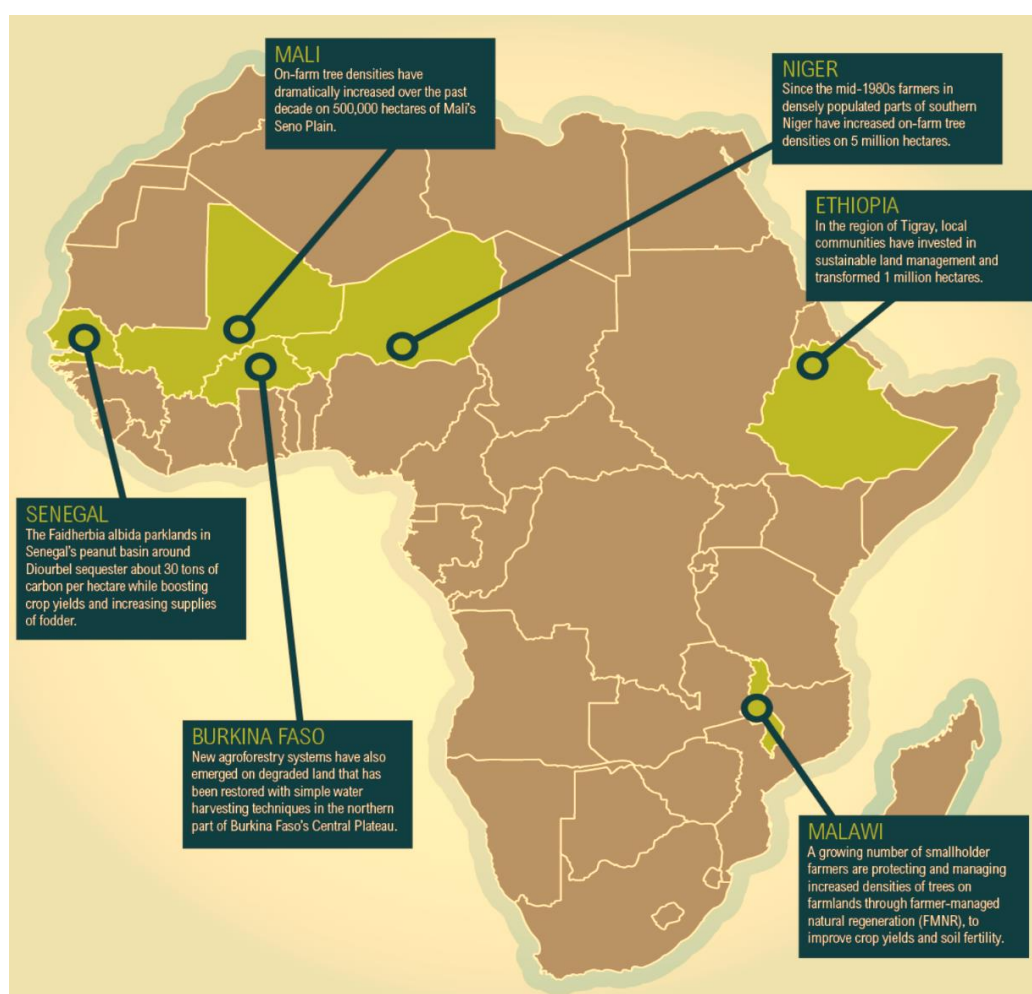 MALI
On-farm tree densities have
dramatically increased over the past
decade on 500,000 hectares of Mali's
Seno Plain.
NIGER
Since the mid-1980s farmers in
densely populated parts of southern
Niger have increased on-farm tree
densities on 5 million hectares.
ETHIOPIA
In the region of Tigray, local
communities have invested in
sustainable land management and
transformed 1 million hectares.
SENEGAL
The Faidherbia albida parklands in
Senegal's peanut basin around
Diourbel sequester about 30 tons of
carbon per hectare while boosting
crop yields and increasing supplies
of fodder.
BURKINA FASO
New agroforestry systems have also
emerged on degraded land that has
been restored with simple water
harvesting techniques in the northern
part of Burkina Faso's Central Plateau.
MALAWI
A growing number of smallholder
farmers are protecting and managing
increased densities of trees on
farmlands through farmer-managed
natural regeneration (FMNR), to
improve crop yields and soil fertility.